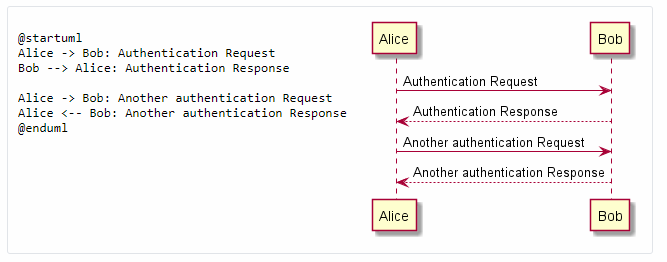 @startuml
Alice -> Bob: Authentication Request
Bob --> Alice: Authentication Response
Alice -> Bob: Another authentication Request
Alice <-- Bob: Another authentication Response
@enduml
Alice Bob
Authentication Request
Authentication Response
Another authentication Request
Another authentication Response
Alice Bob